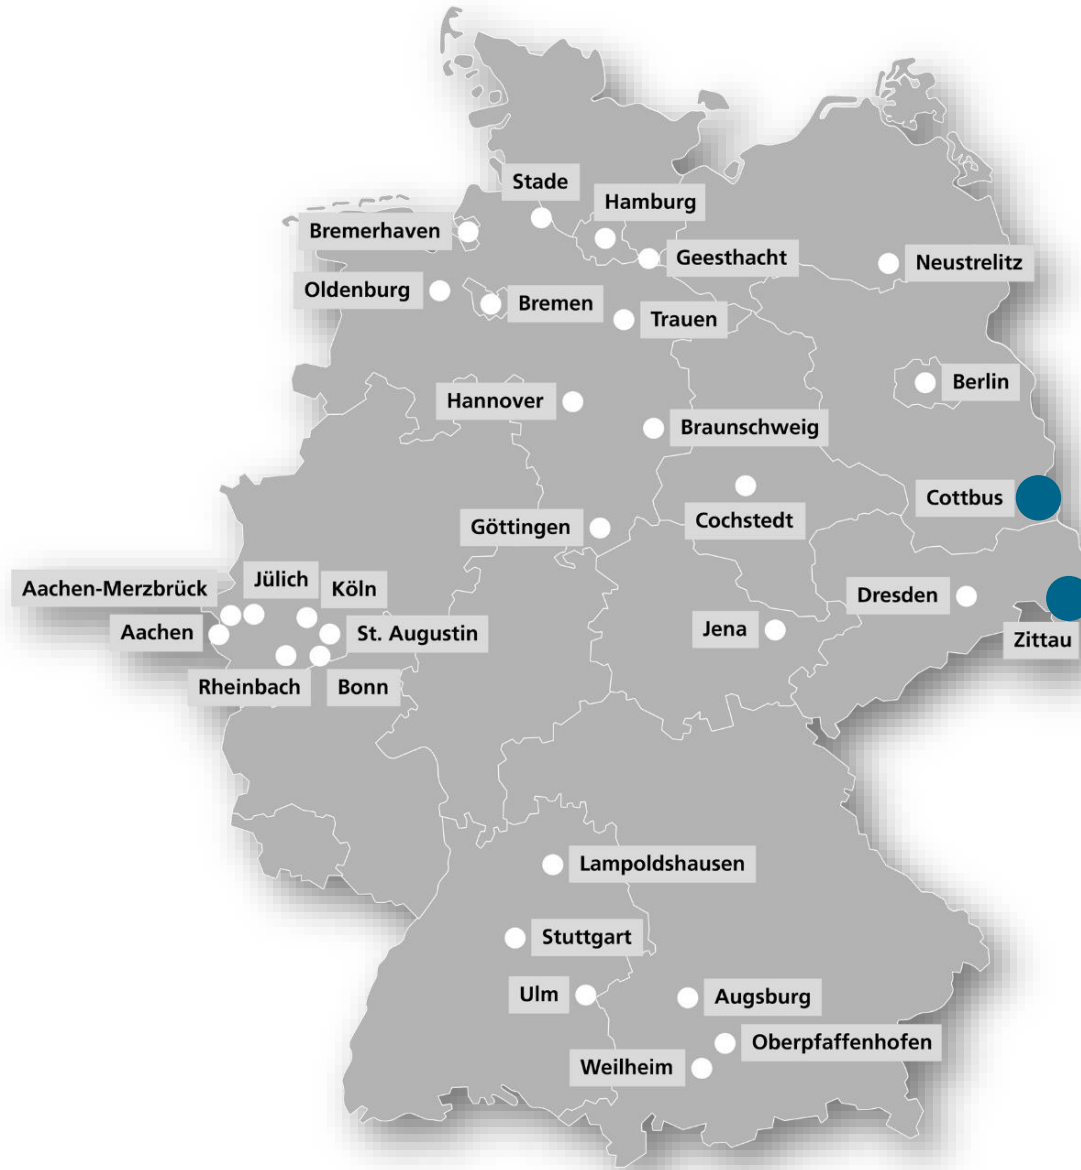 Stade
Hamburg
Bremerhaven
Geesthacht
Neustrelitz
Oldenburg
Bremen
Trauen
Berlin
Hannover
Braunschweig
Cottbus
Cochstedt
Göttingen
Aachen-Merzbrück
Jülich
Köln
Dresden
Aachen
St. Augustin
Jena
Zittau
Rheinbach
Bonn
Lampoldshausen
Stuttgart
Ulm
Augsburg
Oberpfaffenhofen
Weilheim